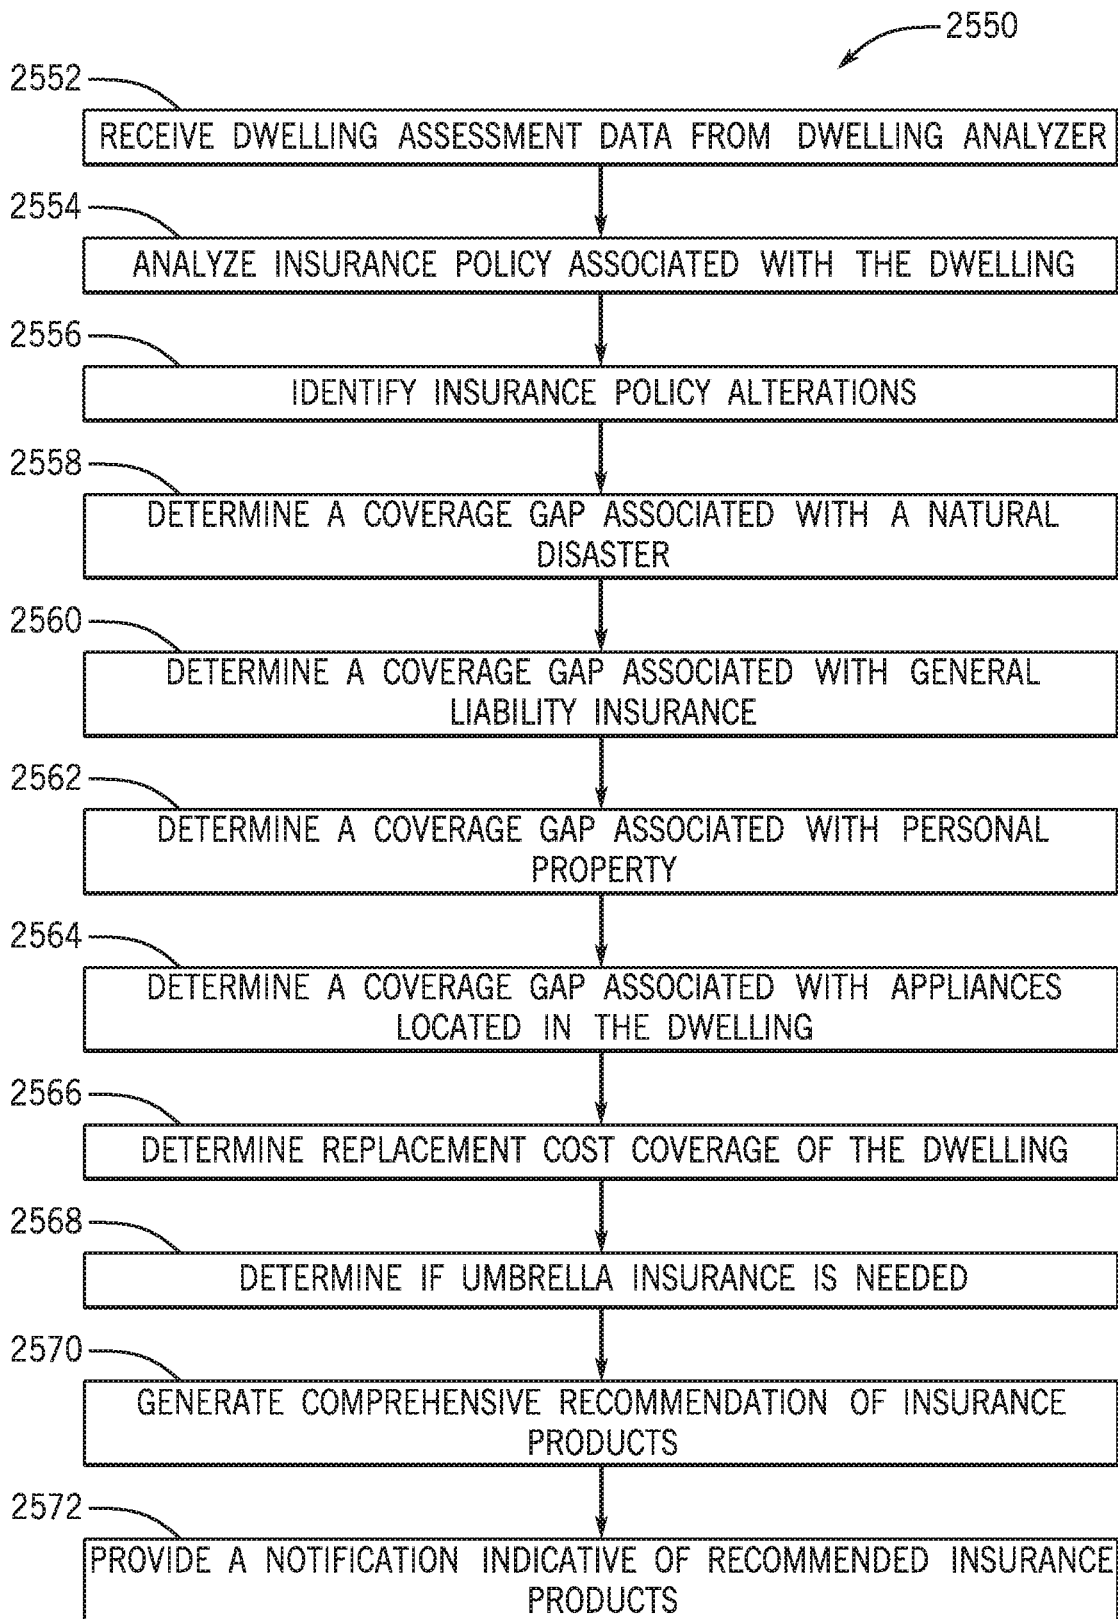 2550
2552
RECEIVE DWELLING ASSESSMENT DATA FROM DWELLING ANALYZER
2554
ANALYZE INSURANCE POLICY ASSOCIATED WITH THE DWELLING
2556
IDENTIFY INSURANCE POLICY ALTERATIONS
2558
DETERMINE A COVERAGE GAP ASSOCIATED WITH A NATURAL
DISASTER
2560
DETERMINE A COVERAGE GAP ASSOCIATED WITH GENERAL
LIABILITY INSURANCE
2562
DETERMINE A COVERAGE GAP ASSOCIATED WITH PERSONAL
PROPERTY
2564
DETERMINE A COVERAGE GAP ASSOCIATED WITH APPLIANCES
LOCATED IN THE DWELLING
2566
DETERMINE REPLACEMENT COST COVERAGE OF THE DWELLING
2568
DETERMINE IF UMBRELLA INSURANCE IS NEEDED
2570
GENERATE COMPREHENSIVE RECOMMENDATION OF INSURANCE
PRODUCTS
2572
PROVIDE A NOTIFICATION INDICATIVE OF RECOMMENDED INSURANCE
PRODUCTS